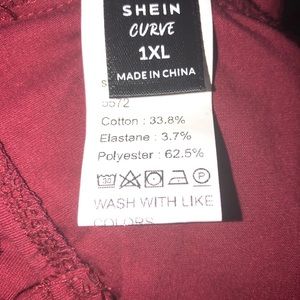 SHEIN
CURVE
1XL
MADE IN CHINA
5572
Cotton : 33.8%
Elastane : 3.7%
Polyester : 62.5%
WASH WITH LIKE
COLORS